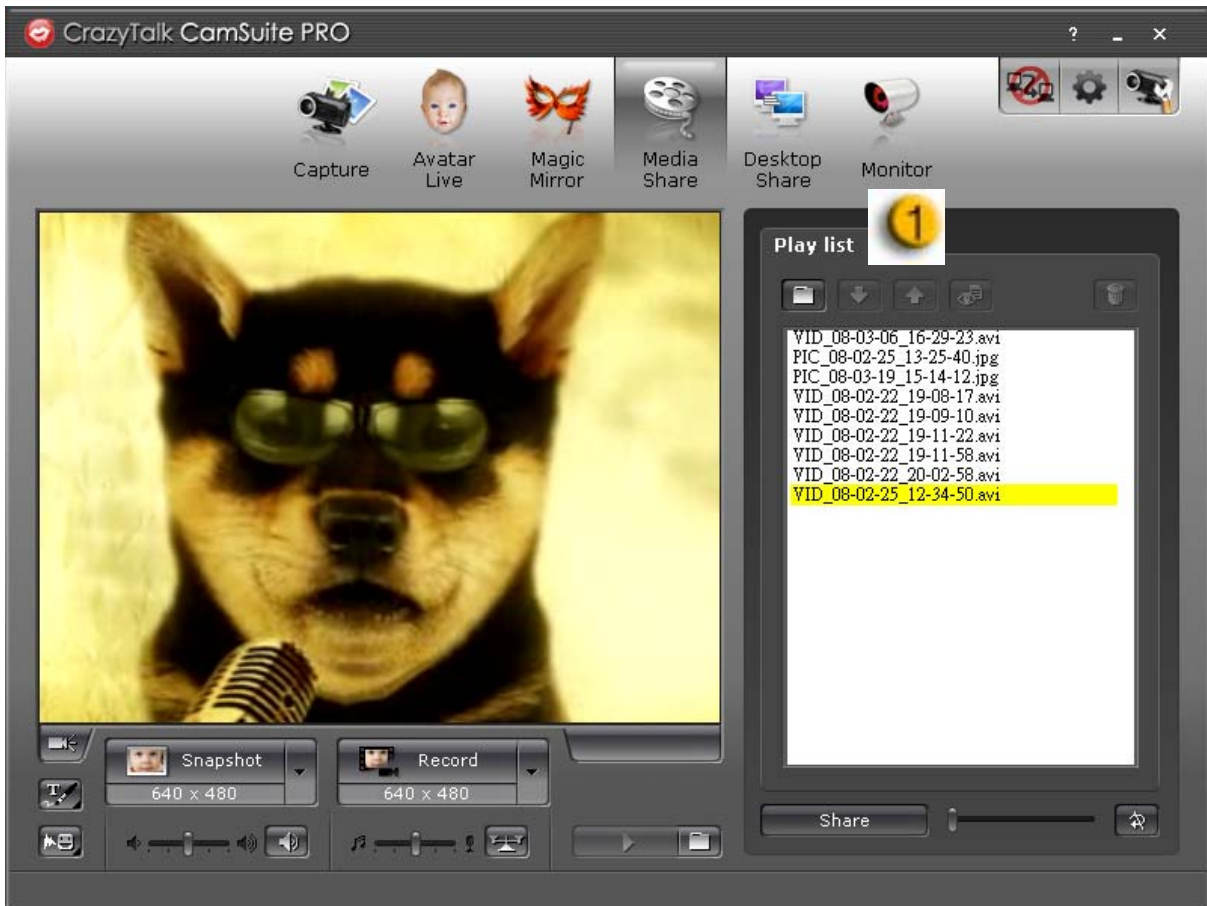 CrazyTalk CamSuite PRO
?
Capture
Avatar Live
Magic Mirror
Media Share
Desktop Share
Monitor
1
Play list
VID_08-03-06_16-29-23.avi
PIC_08-02-25_13-25-40.jpg
PIC_08-03-19_15-14-12.jpg
VID_08-02-22_19-08-17.avi
VID_08-02-22_19-09-10.avi
VID_08-02-22_19-11-22.avi
VID_08-02-22_19-11-58.avi
VID_08-02-22_20-02-58.avi
VID_08-02-25_12-34-50.avi
Snapshot
640 x 480
Record
640 x 480
T
Share